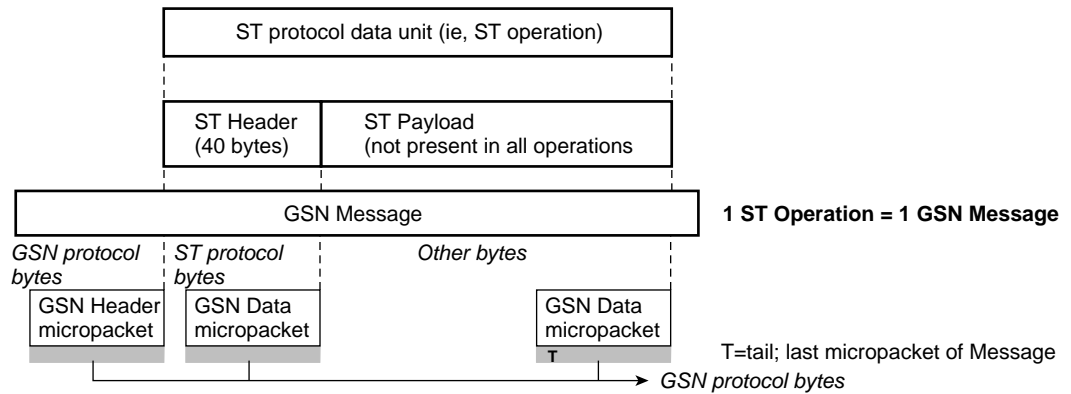 ST protocol data unit (ie, ST operation)
ST Header
(40 bytes)
ST Payload
(not present in all operations
GSN Message
1 ST Operation = 1 GSN Message
GSN protocol
bytes
ST protocol
bytes
Other bytes
GSN Header
micropacket
GSN Data
micropacket
GSN Data
micropacket
T
T=tail; last micropacket of Message
GSN protocol bytes